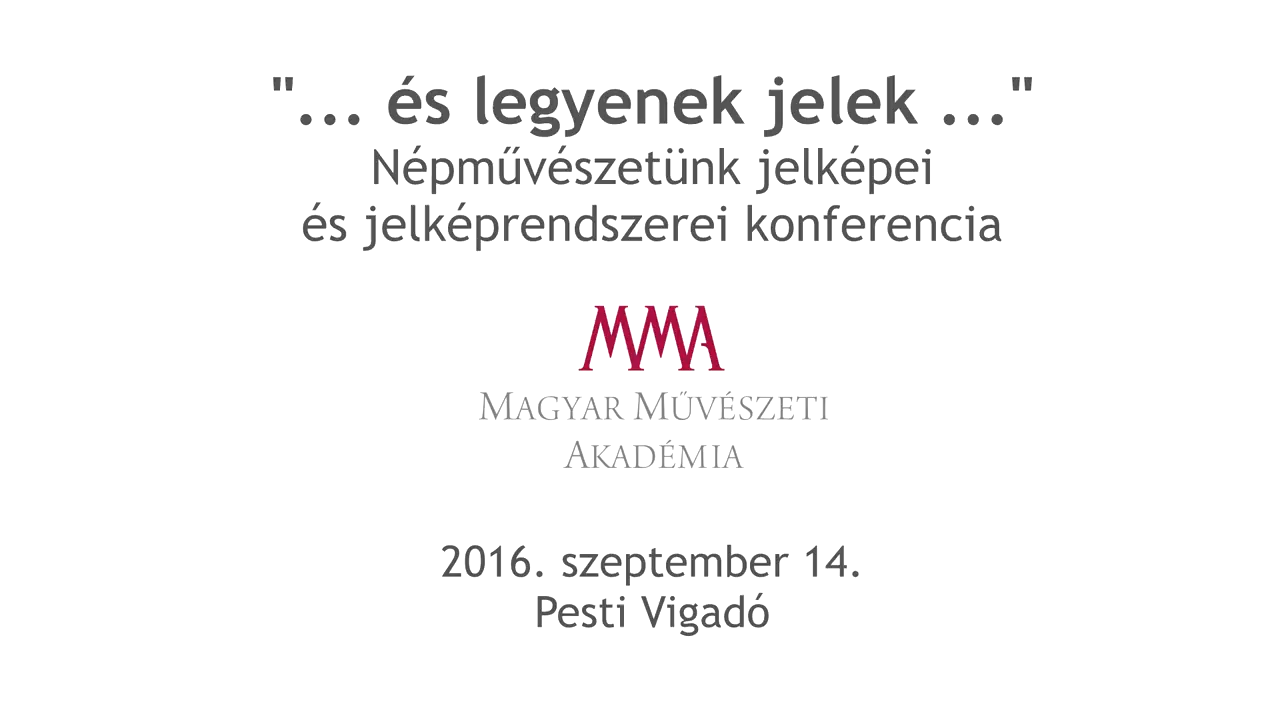 "... és legyenek jelek ..."
Népművészetünk jelképei
és jelképrendszerei konferencia
MMA
MAGYAR MŰVÉSZETI
AKADÉMIA
2016. szeptember 14.
Pesti Vigadó